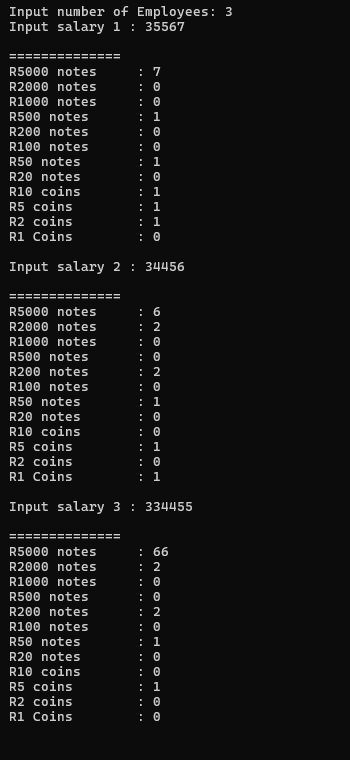 Input number of Employees: 3
Input salary 1 : 35567

==============
R5000 notes     : 7
R2000 notes     : 0
R1000 notes     : 0
R500 notes      : 1
R200 notes      : 0
R100 notes      : 0
R50 notes       : 1
R20 notes       : 0
R10 coins       : 1
R5 coins        : 1
R2 coins        : 1
R1 Coins        : 0

Input salary 2 : 34456

==============
R5000 notes     : 6
R2000 notes     : 2
R1000 notes     : 0
R500 notes      : 0
R200 notes      : 2
R100 notes      : 0
R50 notes       : 1
R20 notes       : 0
R10 coins       : 0
R5 coins        : 1
R2 coins        : 0
R1 Coins        : 1

Input salary 3 : 334455

==============
R5000 notes     : 66
R2000 notes     : 2
R1000 notes     : 0
R500 notes      : 0
R200 notes      : 2
R100 notes      : 0
R50 notes       : 1
R20 notes       : 0
R10 coins       : 0
R5 coins        : 1
R2 coins        : 0
R1 Coins        : 0